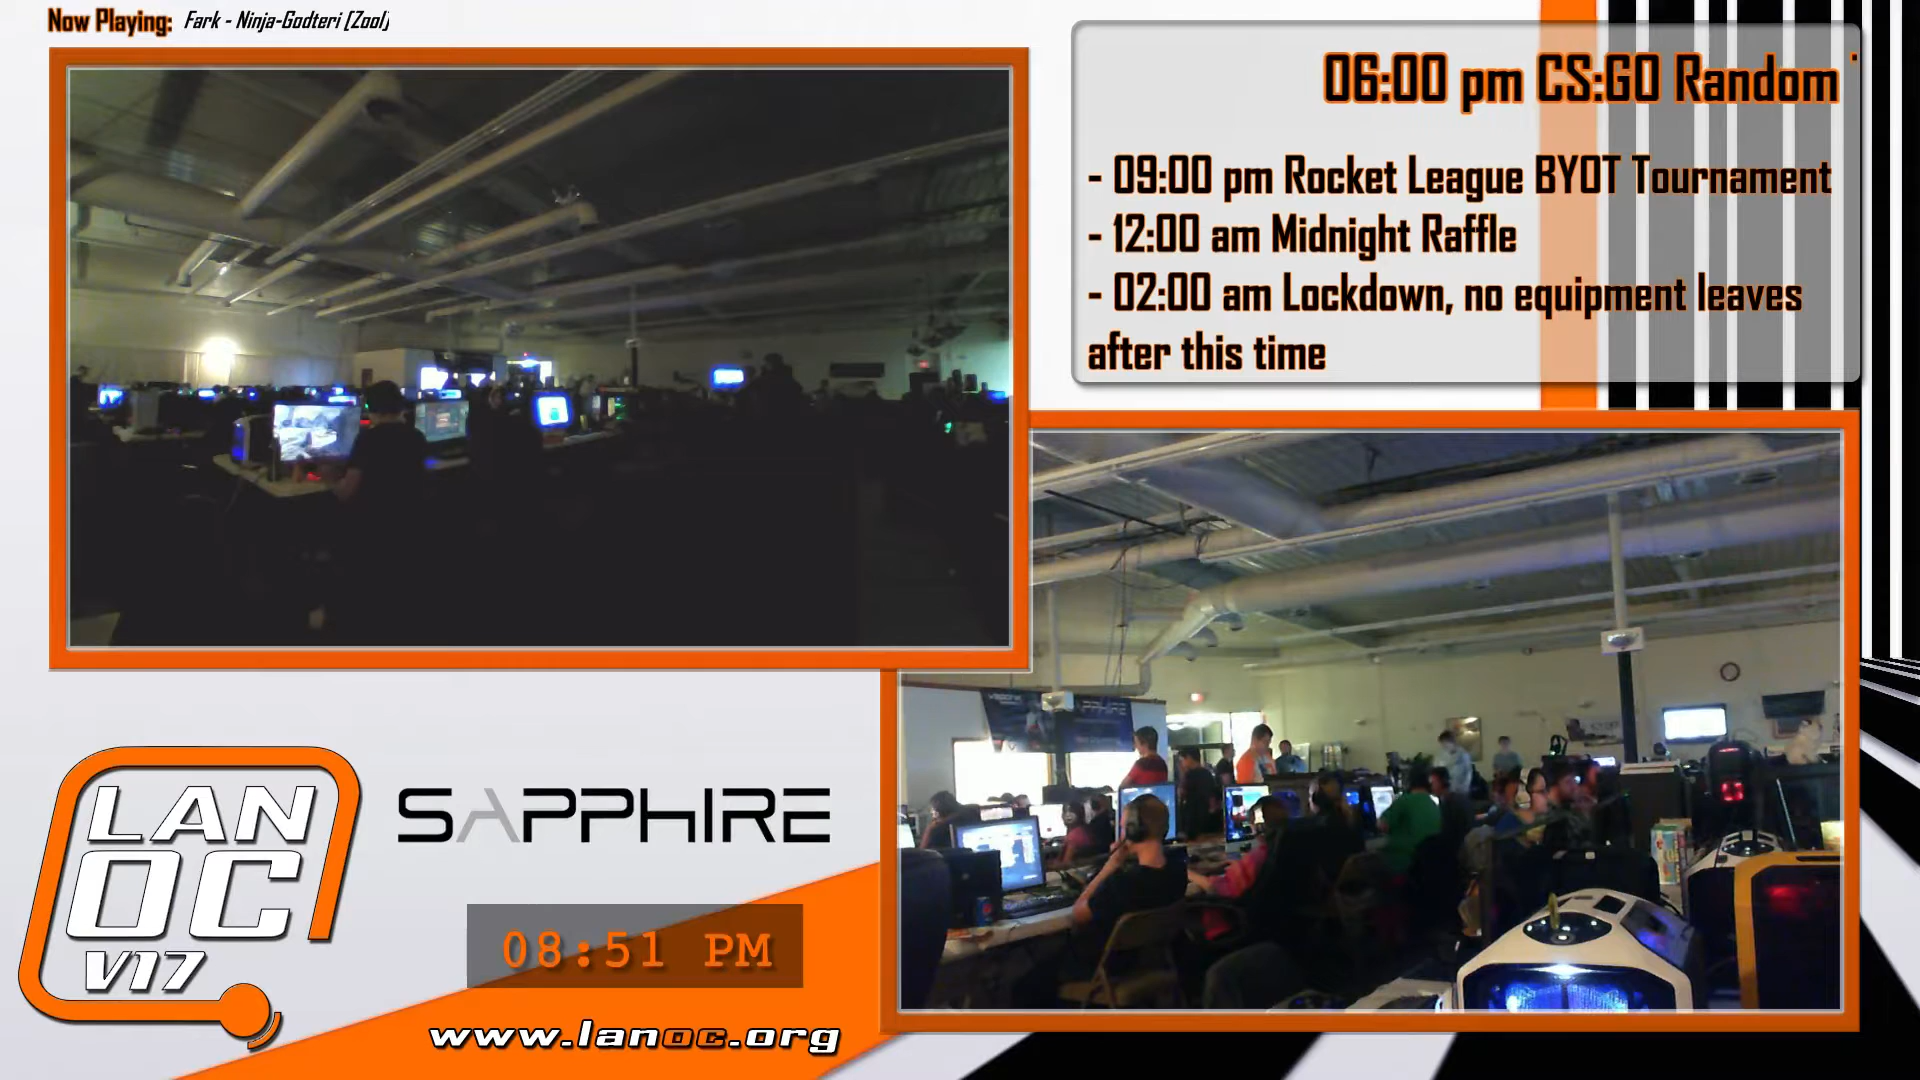 Now Playing: Fark - Ninja-Godteri [Zool]
06:00 pm CS:GO Random
- 09:00 pm Rocket League BYOT Tournament
- 12:00 am Midnight Raffle
- 02:00 am Lockdown, no equipment leaves
after this time
SAPPHIRE
LAN
OC
V17
SAPPHIRE
08:51 PM
www.lanoc.org